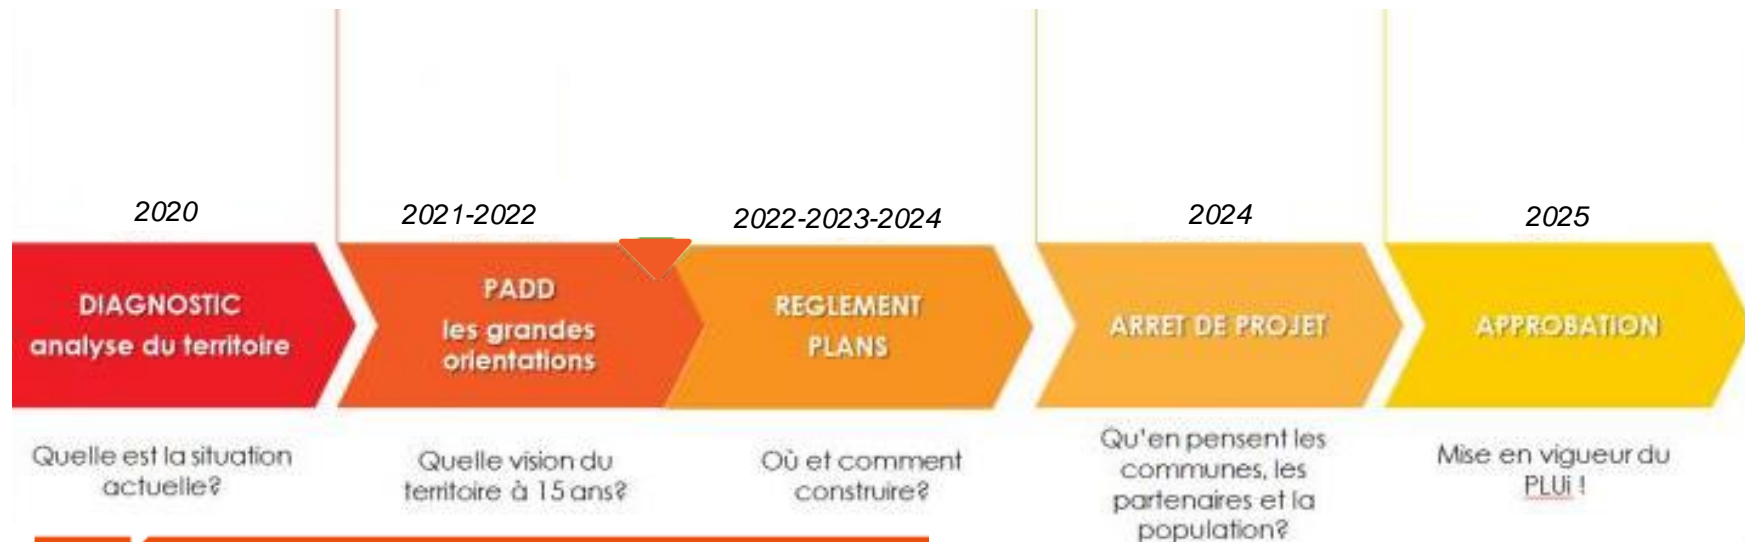 2020
2021-2022
2022-2023-2024
2024
2025
DIAGNOSTIC
analyse du territoire
PADD
les grandes
orientations
REGLEMENT
PLANS
ARRET DE PROJET
APPROBATION
Quelle est la situation
actuelle?
Quelle vision du
territoire à 15 ans?
Où et comment
construire?
Qu'en pensent les
communes, les
partenaires et la
population?
Mise en vigueur du
PLUi !